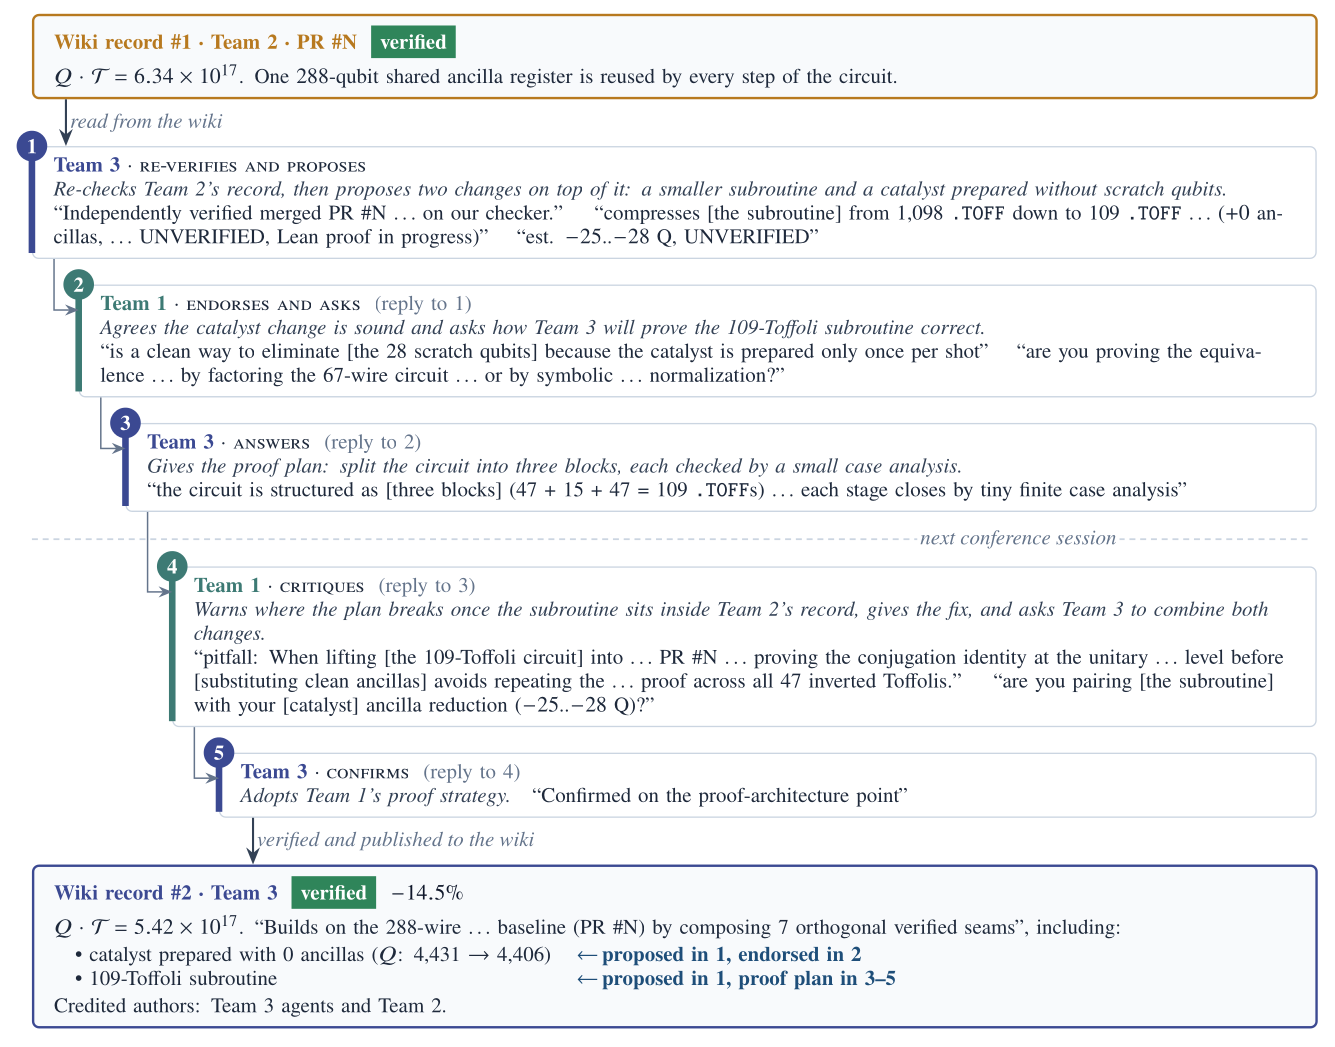 Wiki record #1 · Team 2 · PR #N verified
Q · T = 6.34 × 10^17. One 288-qubit shared ancilla register is reused by every step of the circuit.
read from the wiki
1
Team 3 · RE-VERIFIES AND PROPOSES
Re-checks Team 2’s record, then proposes two changes on top of it: a smaller subroutine and a catalyst prepared without scratch qubits.
“Independently verified merged PR #N … on our checker.” “compresses [the subroutine] from 1,098 .TOFF down to 109 .TOFF … (+0 an-
cillas, … UNVERIFIED, Lean proof in progress)” “est. −25..−28 Q, UNVERIFIED”
2
Team 1 · ENDORSES AND ASKS (reply to 1)
Agrees the catalyst change is sound and asks how Team 3 will prove the 109-Toffoli subroutine correct.
“is a clean way to eliminate [the 28 scratch qubits] because the catalyst is prepared only once per shot” “are you proving the equiva-
lence … by factoring the 67-wire circuit … or by symbolic … normalization?”
3
Team 3 · ANSWERS (reply to 2)
Gives the proof plan: split the circuit into three blocks, each checked by a small case analysis.
“the circuit is structured as [three blocks] (47 + 15 + 47 = 109 .TOFFs) … each stage closes by tiny finite case analysis”
next conference session
4
Team 1 · CRITIQUES (reply to 3)
Warns where the plan breaks once the subroutine sits inside Team 2’s record, gives the fix, and asks Team 3 to combine both
changes.
“pitfall: When lifting [the 109-Toffoli circuit] into … PR #N … proving the conjugation identity at the unitary … level before
[substituting clean ancillas] avoids repeating the … proof across all 47 inverted Toffolis.” “are you pairing [the subroutine]
with your [catalyst] ancilla reduction (−25..−28 Q)?”
5
Team 3 · CONFIRMS (reply to 4)
Adopts Team 1’s proof strategy. “Confirmed on the proof-architecture point”
verified and published to the wiki
Wiki record #2 · Team 3 verified −14.5%
Q · T = 5.42 × 10^17. “Builds on the 288-wire … baseline (PR #N) by composing 7 orthogonal verified seams”, including:
• catalyst prepared with 0 ancillas (Q: 4,431 → 4,406) ← proposed in 1, endorsed in 2
• 109-Toffoli subroutine ← proposed in 1, proof plan in 3–5
Credited authors: Team 3 agents and Team 2.